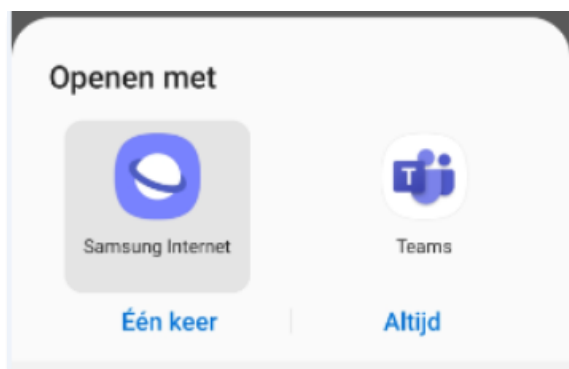 Openen met
T
Samsung Internet Teams
Één keer Altijd